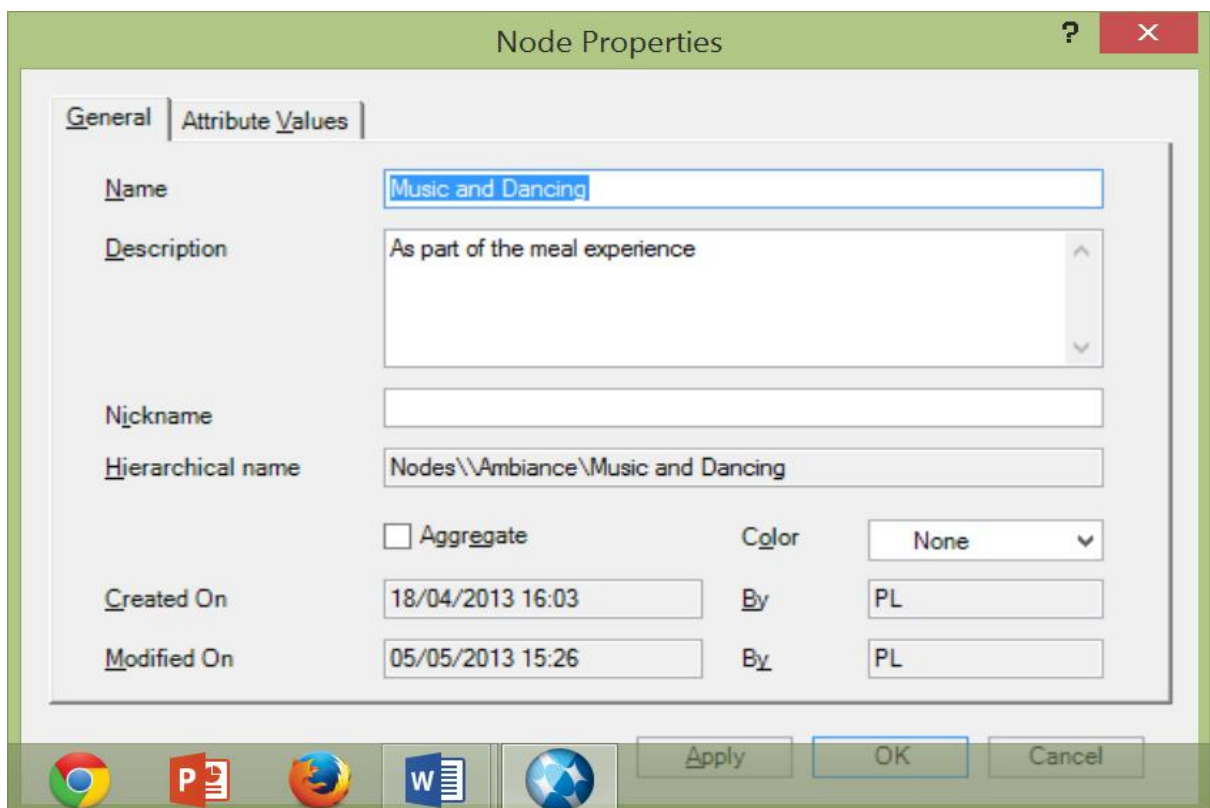 Node Properties
?
General Attribute Values
Name Music and Dancing
Description As part of the meal experience
Nickname
Hierarchical name Nodes\\Ambiance\Music and Dancing
Aggregate Color None
Created On 18/04/2013 16:03 By PL
Modified On 05/05/2013 15:26 By PL
Apply OK Cancel
P W